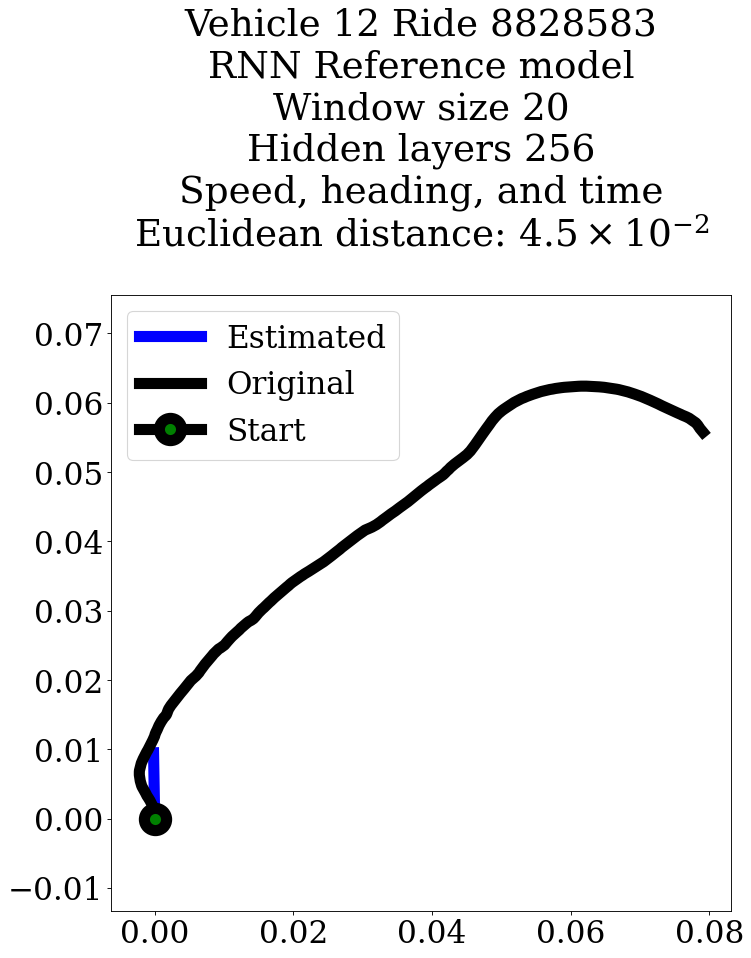 Vehicle 12 Ride 8828583
RNN Reference model
Window size 20
Hidden layers 256
Speed, heading, and time
Euclidean distance: 4.5 × 10⁻²
Estimated
Original
Start
0.07
0.06
0.05
0.04
0.03
0.02
0.01
0.00
−0.01
0.00 0.02 0.04 0.06 0.08